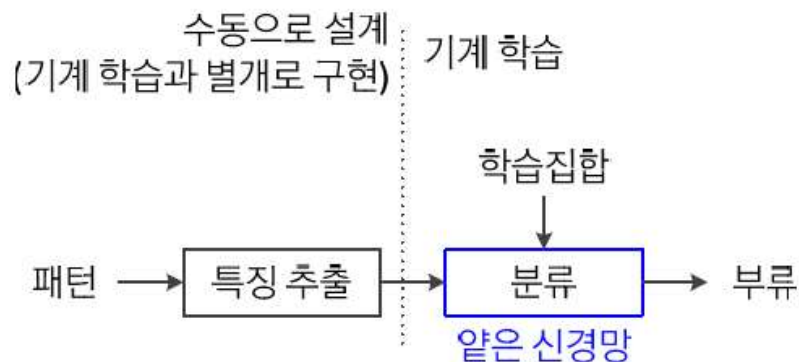 수동으로 설계
(기계 학습과 별개로 구현)
기계 학습
학습집합
패턴
특징 추출
분류
부류
얕은 신경망